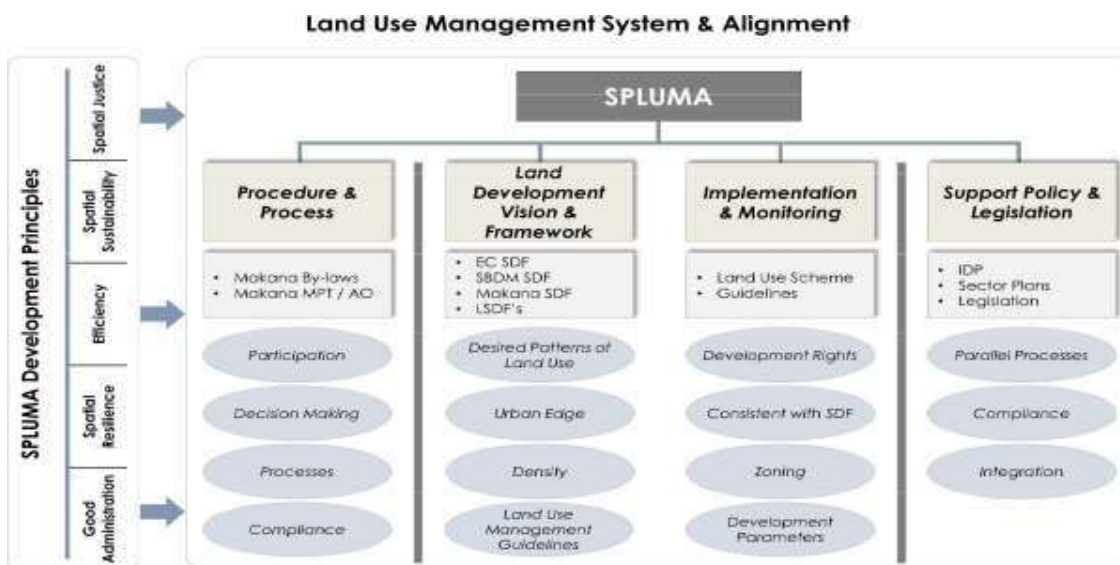 Land Use Management System & Alignment
SPLUMA Development Principles
Spatial Justice
Spatial
Sustainability
Efficiency
Spatial
Resilience
Good
Administration
SPLUMA
Procedure &
Process
• Makana By-laws
• Makana MPT / AO
Participation
Decision Making
Processes
Compliance
Land
Development
Vision &
Framework
• EC SDF
• SBDM SDF
• Makana SDF
• LSDF's
Desired Patterns of
Land Use
Urban Edge
Density
Land Use
Management
Guidelines
Implementation
& Monitoring
• Land Use Scheme
• Guidelines
Development Rights
Consistent with SDF
Zoning
Development
Parameters
Support Policy &
Legislation
• IDP
• Sector Plans
• Legislation
Parallel Processes
Compliance
Integration